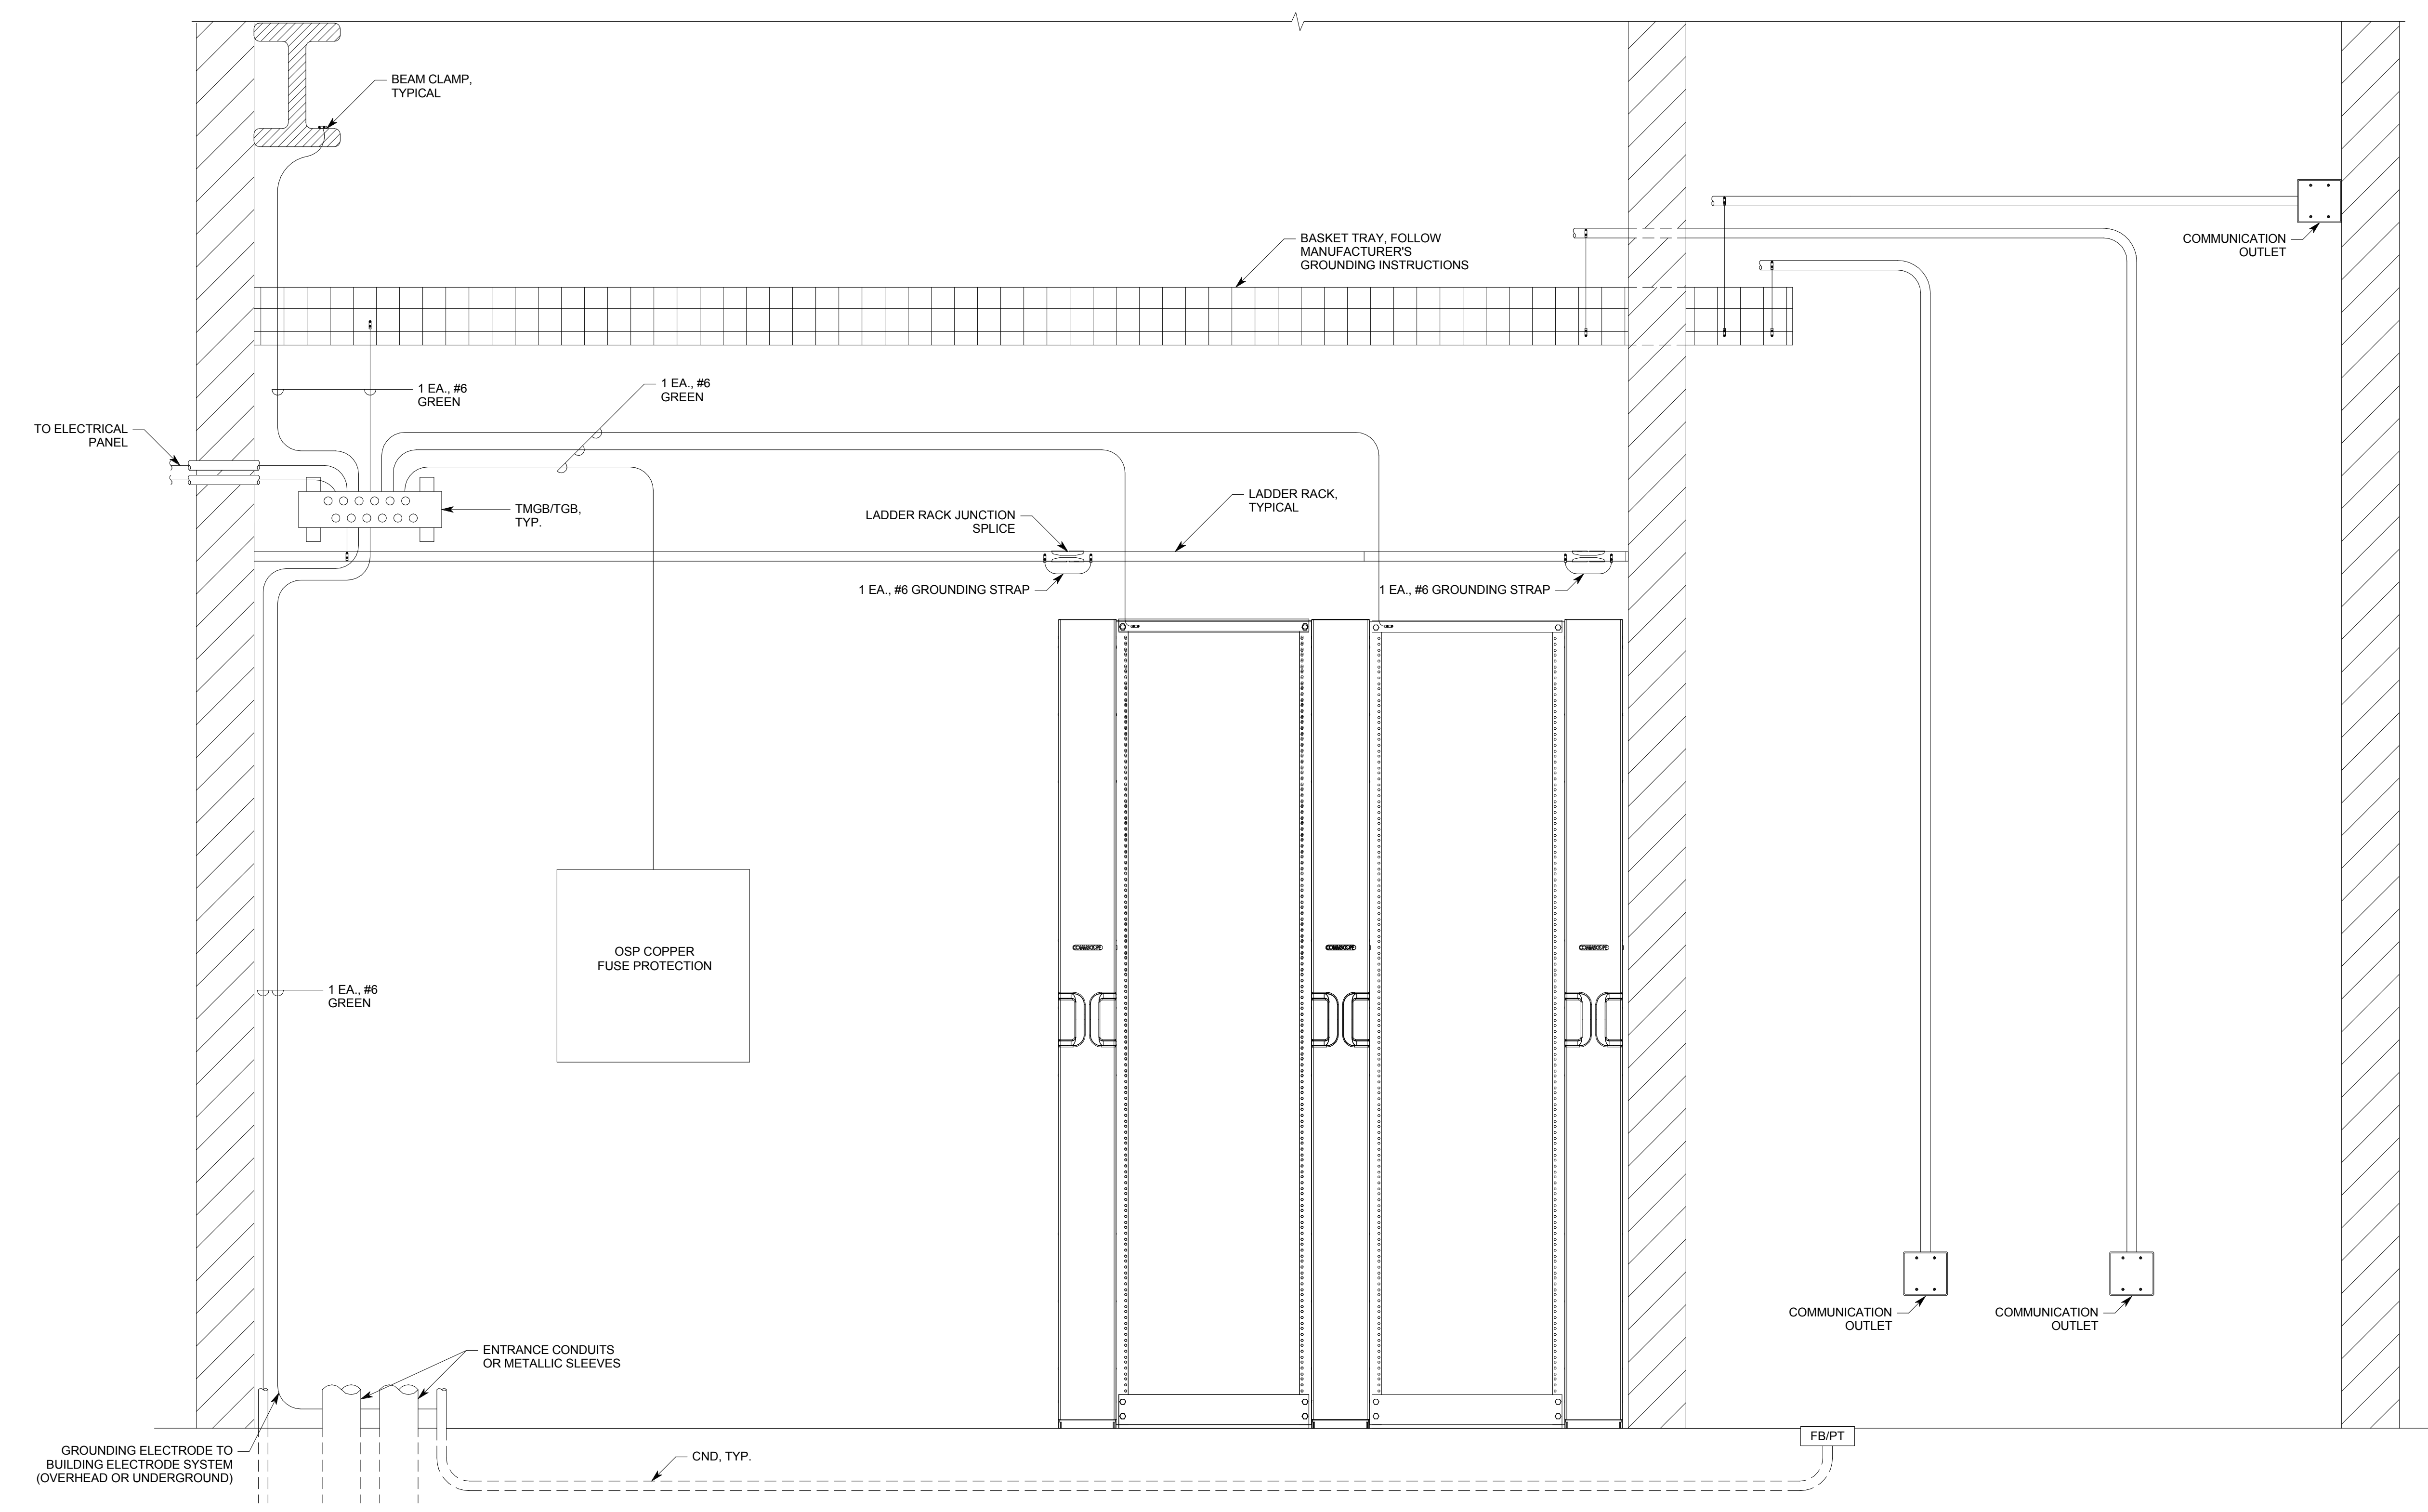 BEAM CLAMP,
TYPICAL
BASKET TRAY, FOLLOW
MANUFACTURER'S
GROUNDING INSTRUCTIONS
COMMUNICATION
OUTLET
1 EA., #6
GREEN
1 EA., #6
GREEN
TO ELECTRICAL
PANEL
TMGB/TGB,
TYP.
LADDER RACK JUNCTION
SPLICE
LADDER RACK,
TYPICAL
1 EA., #6 GROUNDING STRAP
1 EA., #6 GROUNDING STRAP
OSP COPPER
FUSE PROTECTION
COMMSCOPE
COMMSCOPE
COMMSCOPE
1 EA., #6
GREEN
COMMUNICATION
OUTLET
COMMUNICATION
OUTLET
ENTRANCE CONDUITS
OR METALLIC SLEEVES
GROUNDING ELECTRODE TO
BUILDING ELECTRODE SYSTEM
(OVERHEAD OR UNDERGROUND)
CND, TYP.
FB/PT